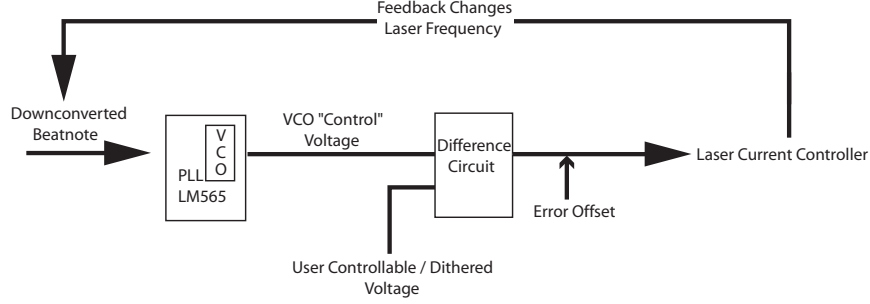 Feedback Changes
Laser Frequency
Downconverted
Beatnote
V
C
O
PLL
LM565
VCO "Control"
Voltage
Difference
Circuit
Laser Current Controller
Error Offset
User Controllable / Dithered
Voltage